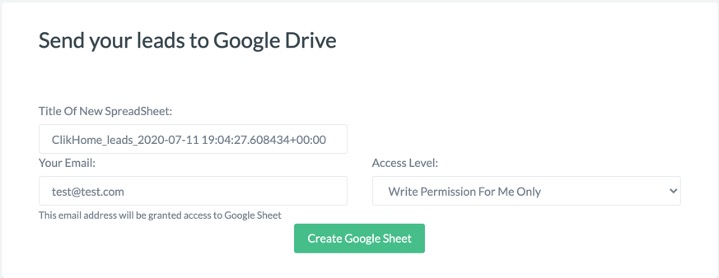 Send your leads to Google Drive
Title Of New SpreadSheet:
ClikHome_leads_2020-07-11 19:04:27.608434+00:00
Your Email:
Access Level:
test@test.com
Write Permission For Me Only
This email address will be granted access to Google Sheet
Create Google Sheet